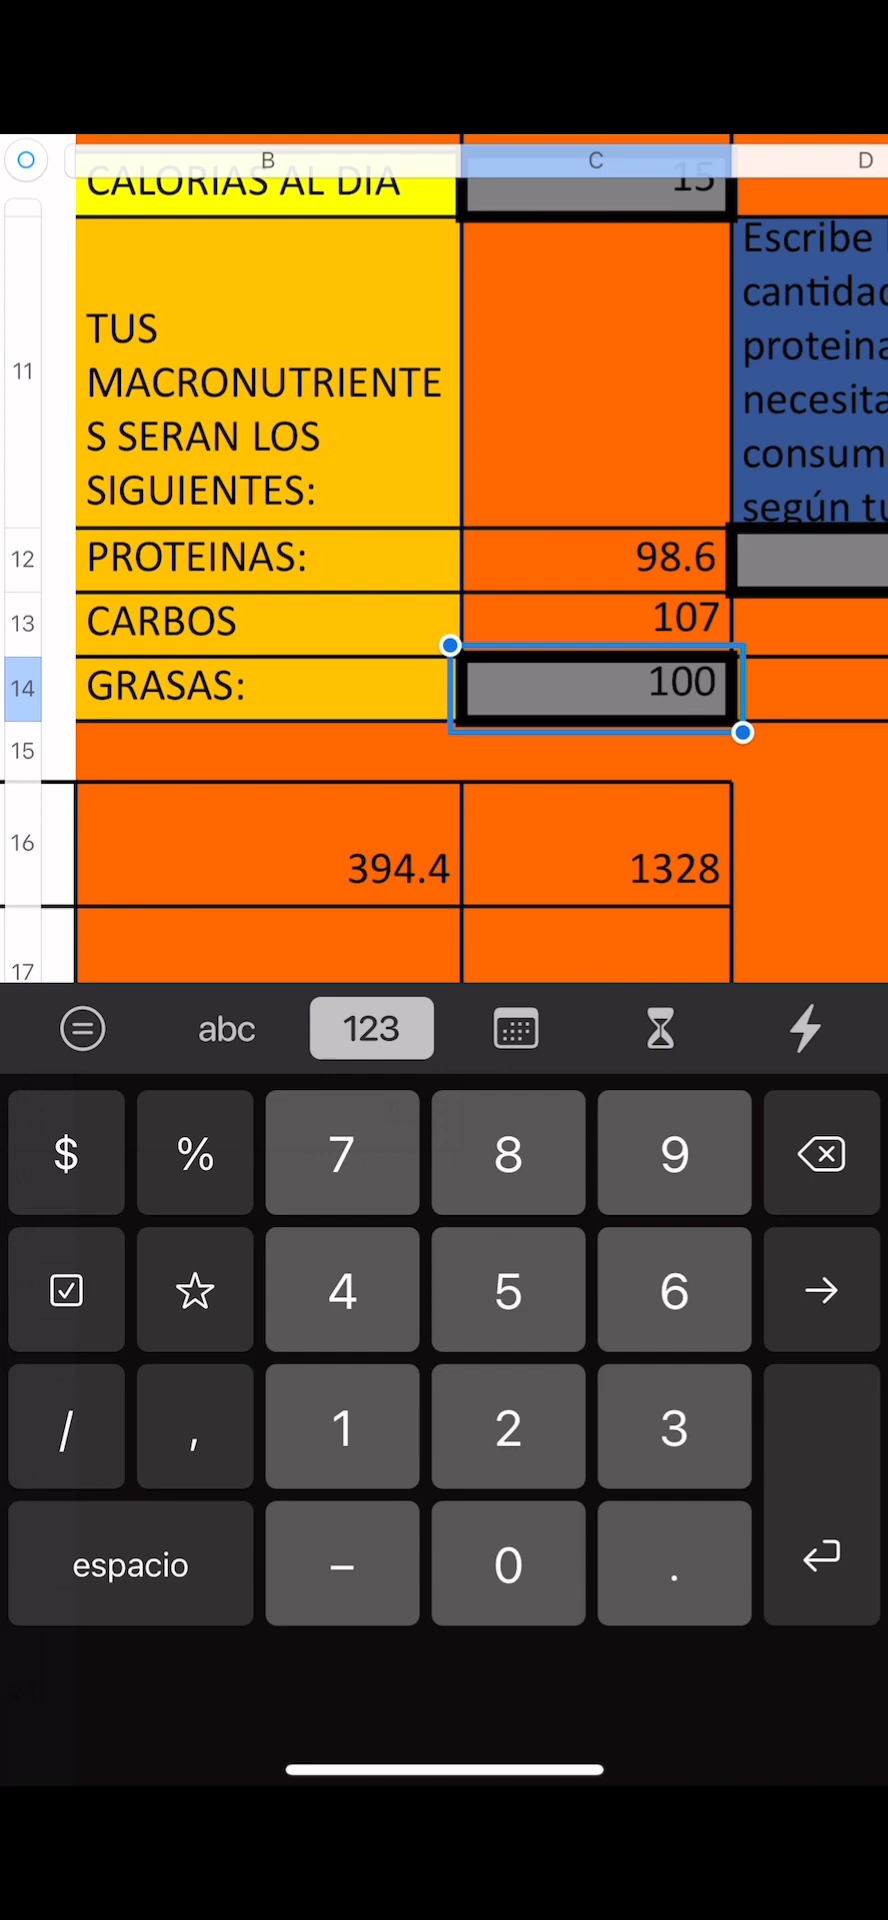 B C D
CALORIAS AL DIA 15
Escribe
cantidad
proteina
necesita
consum
según tu
11
TUS
MACRONUTRIENTE
S SERAN LOS
SIGUIENTES:
12 PROTEINAS: 98.6
13 CARBOS 107
14 GRASAS: 100
15
16 394.4 1328
17
abc 123
$ % 7 8 9
4 5 6
/ , 1 2 3
espacio – 0 .